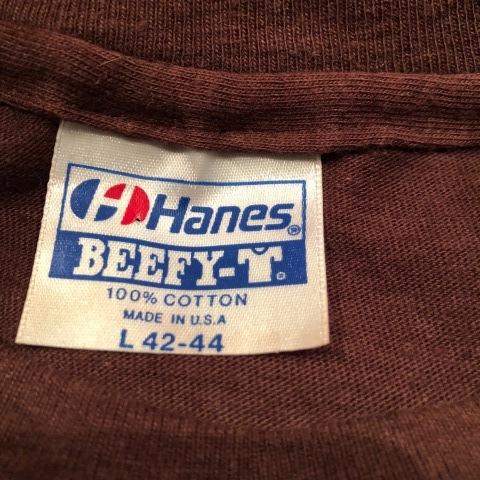 Hanes®
BEEFY-T®
100% COTTON
MADE IN U.S.A
L 42-44